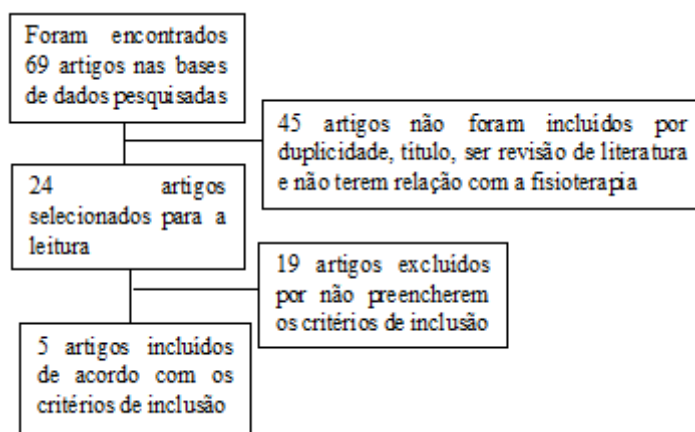 Foram encontrados
69 artigos nas bases
de dados pesquisadas
45 artigos não foram incluídos por
duplicidade, título, ser revisão de literatura
e não terem relação com a fisioterapia
24 artigos
selecionados para a
leitura
19 artigos excluídos
por não preencherem
os critérios de inclusão
5 artigos incluídos
de acordo com os
critérios de inclusão